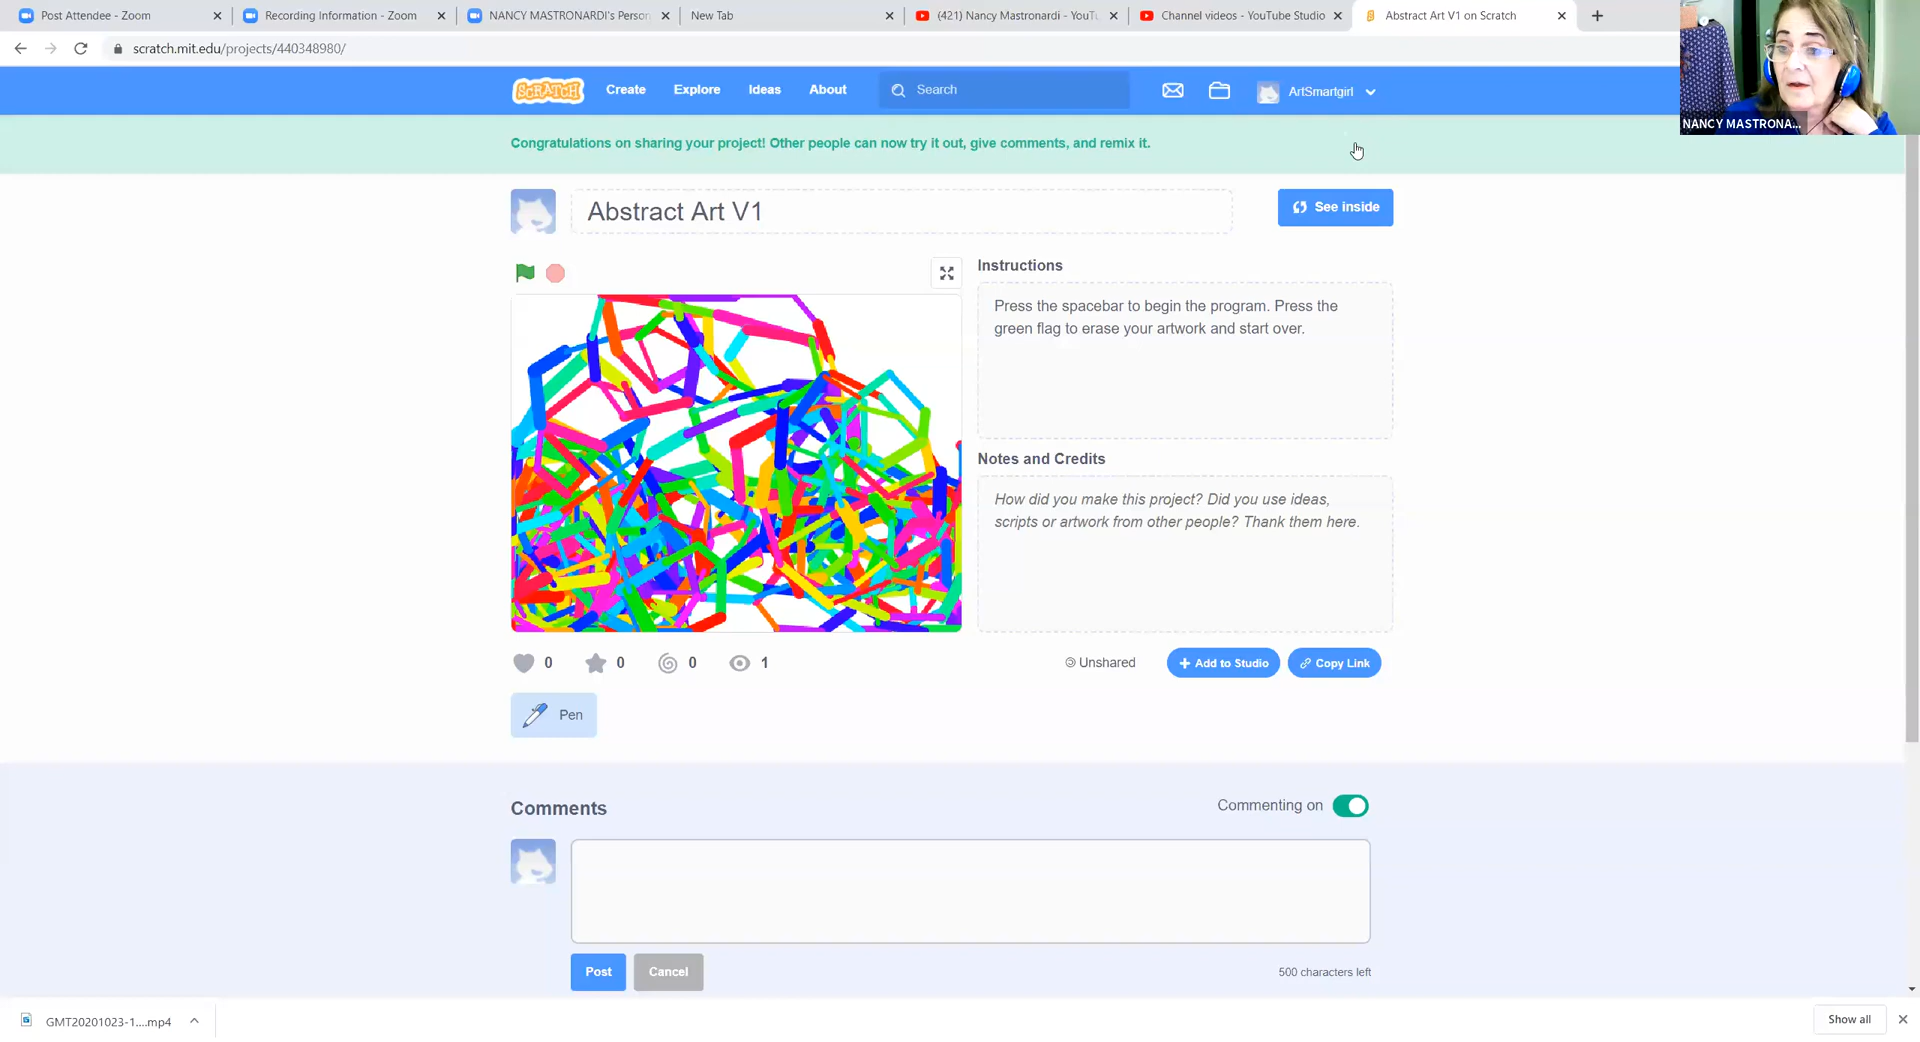 Post Attendee - Zoom
Recording Information - Zoom
NANCY MASTRONARDI's Person
New Tab
(421) Nancy Mastronardi - YouTu
Channel videos - YouTube Studio
Abstract Art V1 on Scratch
scratch.mit.edu/projects/440348980/
SCRATCH
Create
Explore
Ideas
About
Search
ArtSmartgirl
NANCY MASTRONA...
Congratulations on sharing your project! Other people can now try it out, give comments, and remix it.
Abstract Art V1
See inside
Instructions
Press the spacebar to begin the program. Press the
green flag to erase your artwork and start over.
Notes and Credits
How did you make this project? Did you use ideas,
scripts or artwork from other people? Thank them here.
0
0
0
1
Unshared
Add to Studio
Copy Link
Pen
Comments
Commenting on
Post
Cancel
500 characters left
GMT20201023-1....mp4
Show all